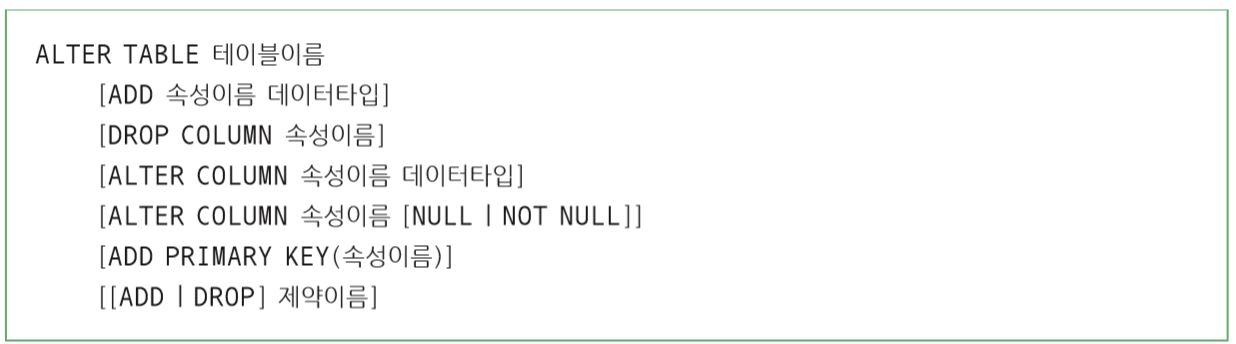 ALTER TABLE 테이블이름
[ADD 속성이름 데이터타입]
[DROP COLUMN 속성이름]
[ALTER COLUMN 속성이름 데이터타입]
[ALTER COLUMN 속성이름 [NULL | NOT NULL]]
[ADD PRIMARY KEY(속성이름)]
[[ADD | DROP] 제약이름]